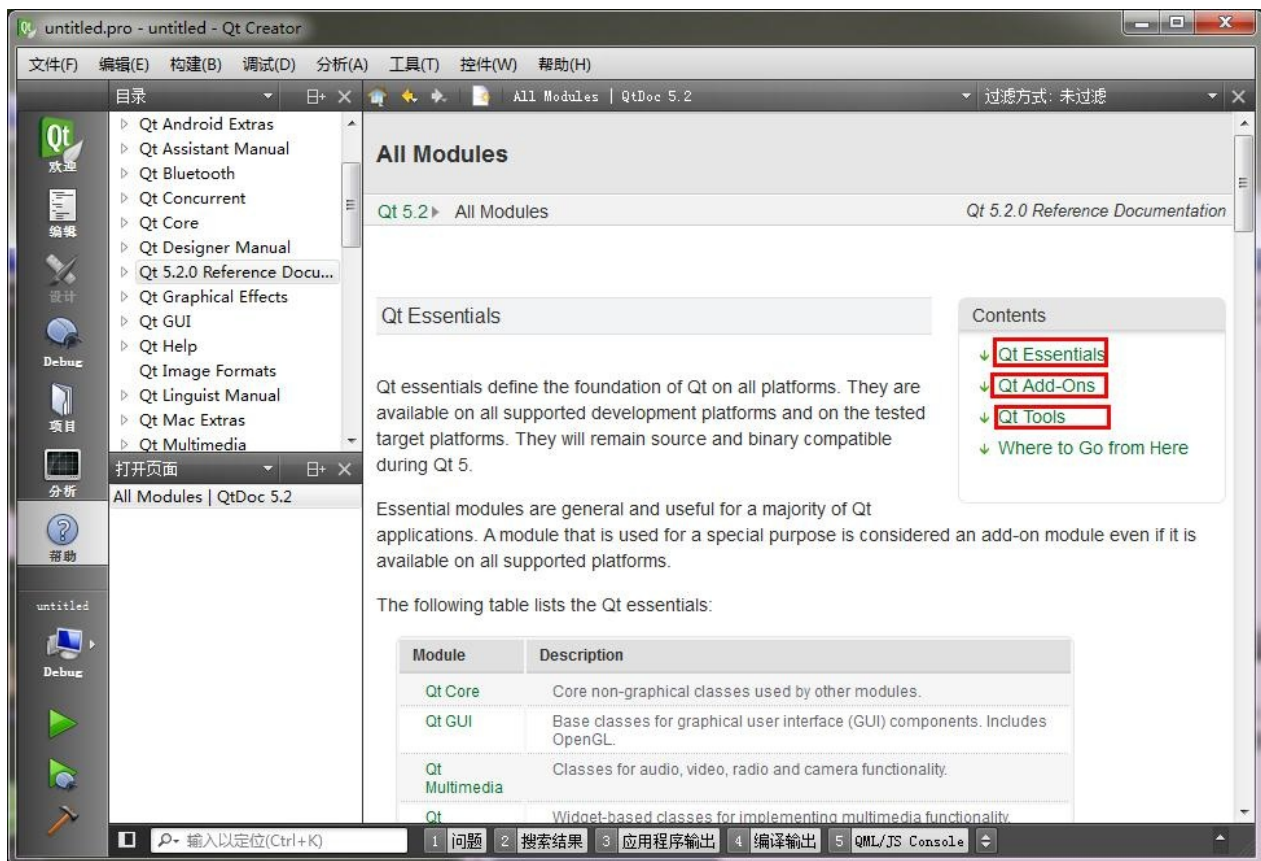 untitled.pro - untitled - Qt Creator
文件(F) 编辑(E) 构建(B) 调试(D) 分析(A) 工具(T) 控件(W) 帮助(H)
目录
All Modules | QtDoc 5.2
过滤方式: 未过滤
Qt
欢迎
编辑
设计
Debug
项目
分析
帮助
untitled
Debug
Qt Android Extras
Qt Assistant Manual
Qt Bluetooth
Qt Concurrent
Qt Core
Qt Designer Manual
Qt 5.2.0 Reference Docu...
Qt Graphical Effects
Qt GUI
Qt Help
Qt Image Formats
Qt Linguist Manual
Qt Mac Extras
Qt Multimedia
打开页面
All Modules | QtDoc 5.2
All Modules
Qt 5.2 All Modules
Qt 5.2.0 Reference Documentation
Qt Essentials
Contents
Qt Essentials
Qt Add-Ons
Qt Tools
Where to Go from Here
Qt essentials define the foundation of Qt on all platforms. They are
available on all supported development platforms and on the tested
target platforms. They will remain source and binary compatible
during Qt 5.
Essential modules are general and useful for a majority of Qt
applications. A module that is used for a special purpose is considered an add-on module even if it is
available on all supported platforms.
The following table lists the Qt essentials:
Module Description
Qt Core Core non-graphical classes used by other modules.
Qt GUI Base classes for graphical user interface (GUI) components. Includes
OpenGL.
Qt Classes for audio, video, radio and camera functionality.
Multimedia
Qt Widget-based classes for implementing multimedia functionality.
输入以定位(Ctrl+K)
1 问题 2 搜索结果 3 应用程序输出 4 编译输出 5 QML/JS Console